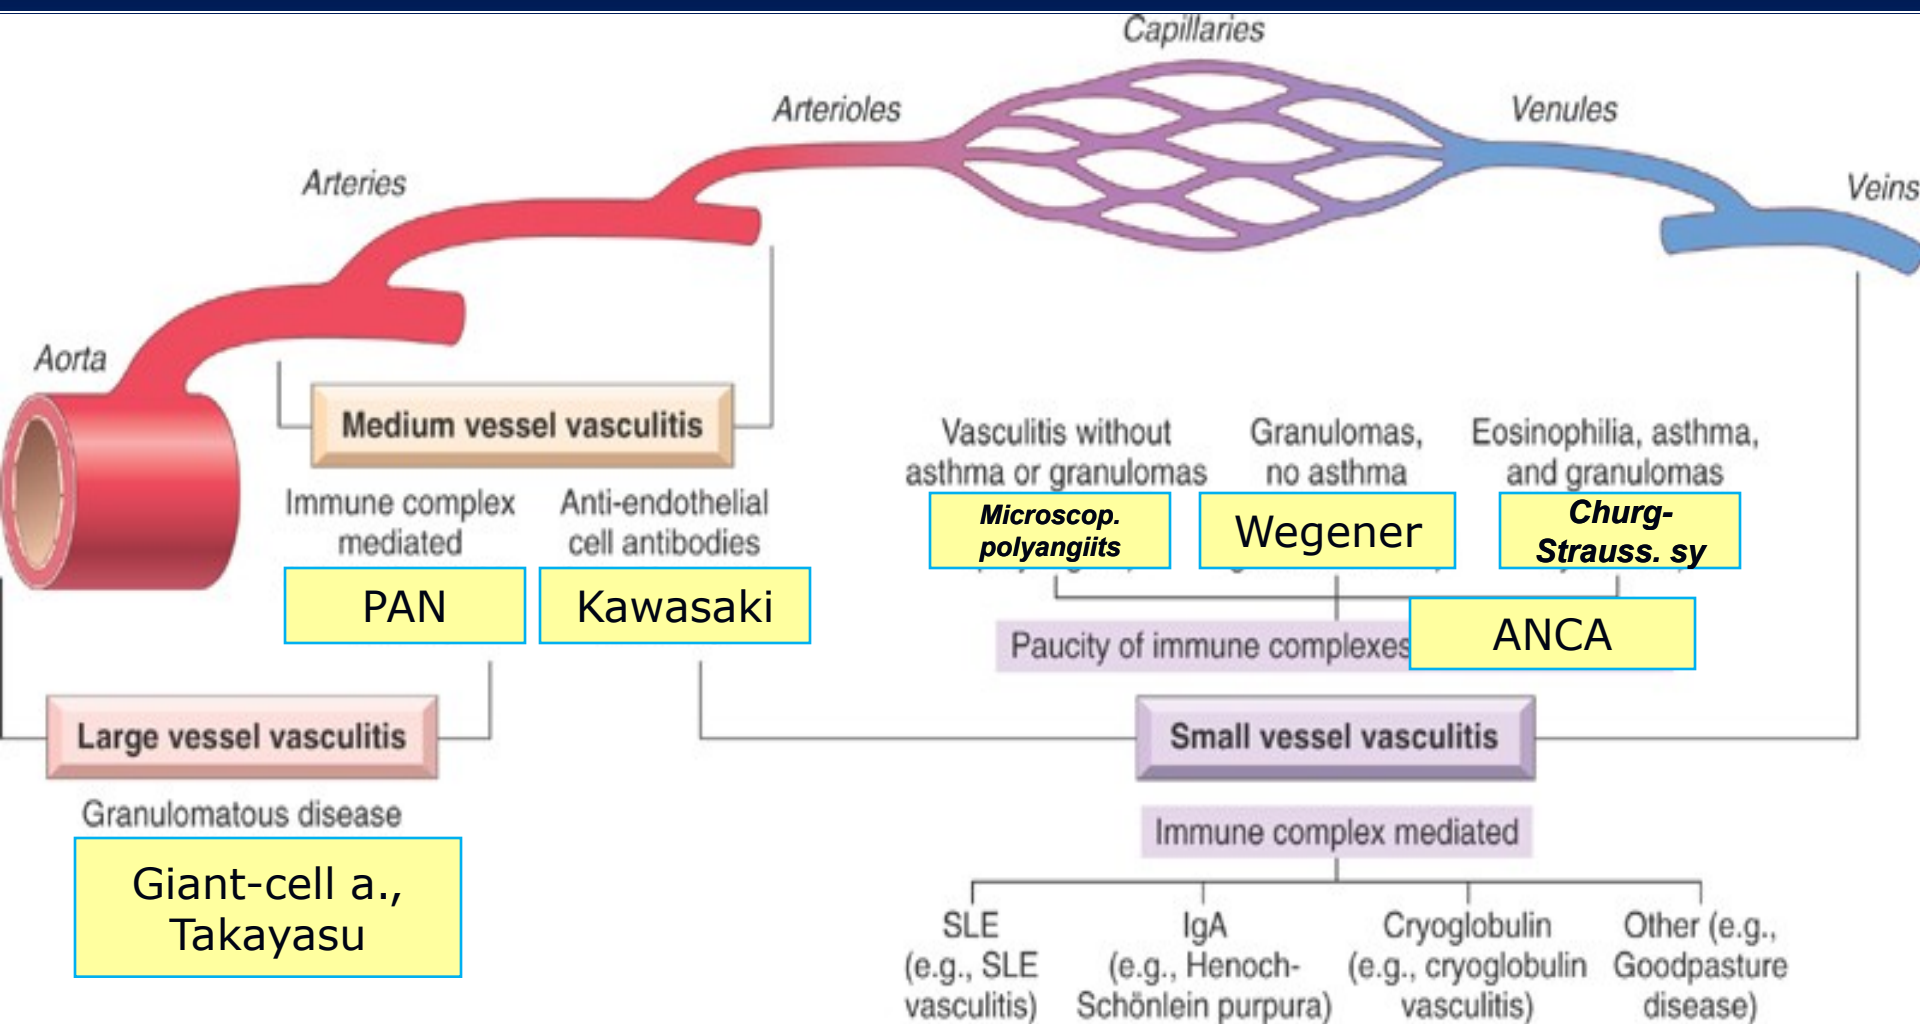 Capillaries
Arterioles
Venules
Arteries
Veins
Aorta
Medium vessel vasculitis
Immune complex
mediated
PAN
Anti-endothelial
cell antibodies
Kawasaki
Vasculitis without
asthma or granulomas
Microscop.
polyangiits
Granulomas,
no asthma
Wegener
Eosinophilia, asthma,
and granulomas
Churg-
Strauss. sy
Paucity of immune complexes
ANCA
Large vessel vasculitis
Granulomatous disease
Giant-cell a.,
Takayasu
Small vessel vasculitis
Immune complex mediated
SLE
(e.g., SLE
vasculitis)
IgA
(e.g., Henoch-
Schönlein purpura)
Cryoglobulin
(e.g., cryoglobulin
vasculitis)
Other (e.g.,
Goodpasture
disease)